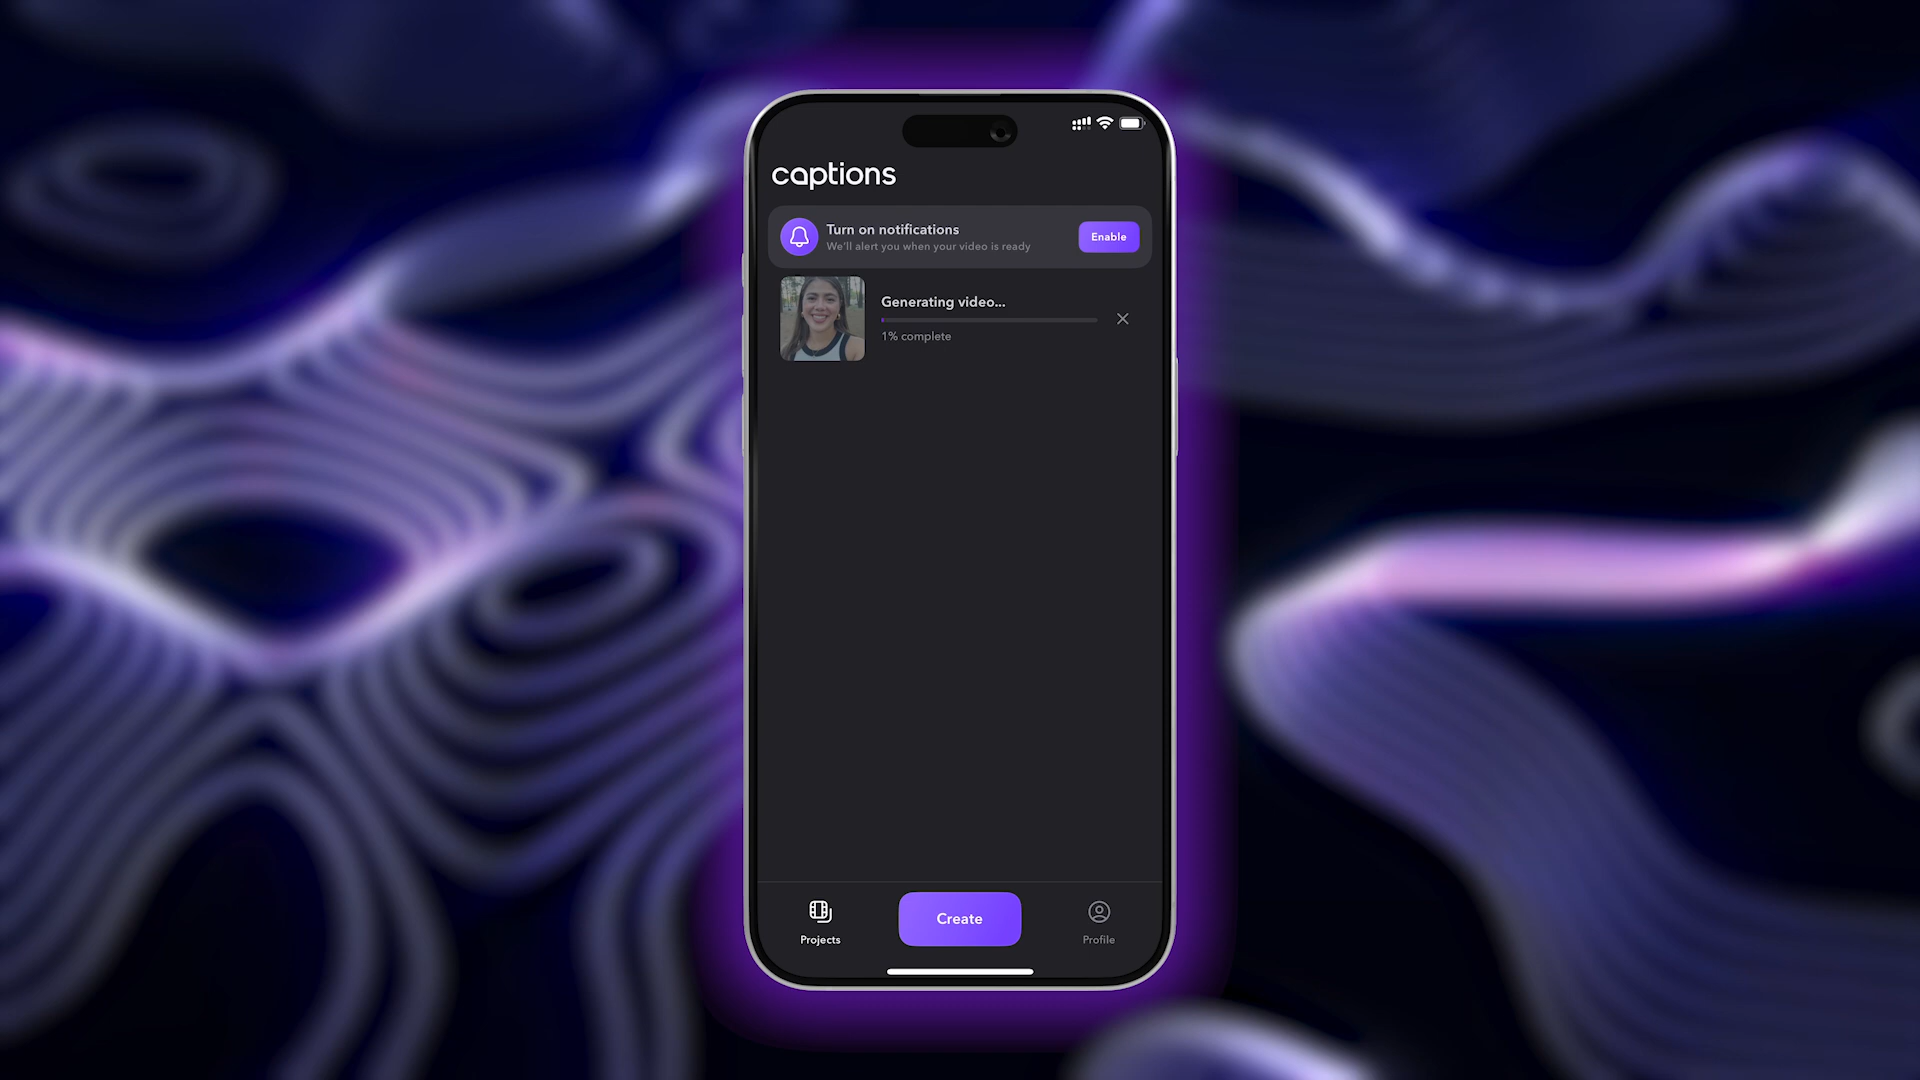 captions
Turn on notifications
We'll alert you when your video is ready
Enable
Generating video...
1% complete
Create
Projects
Profile